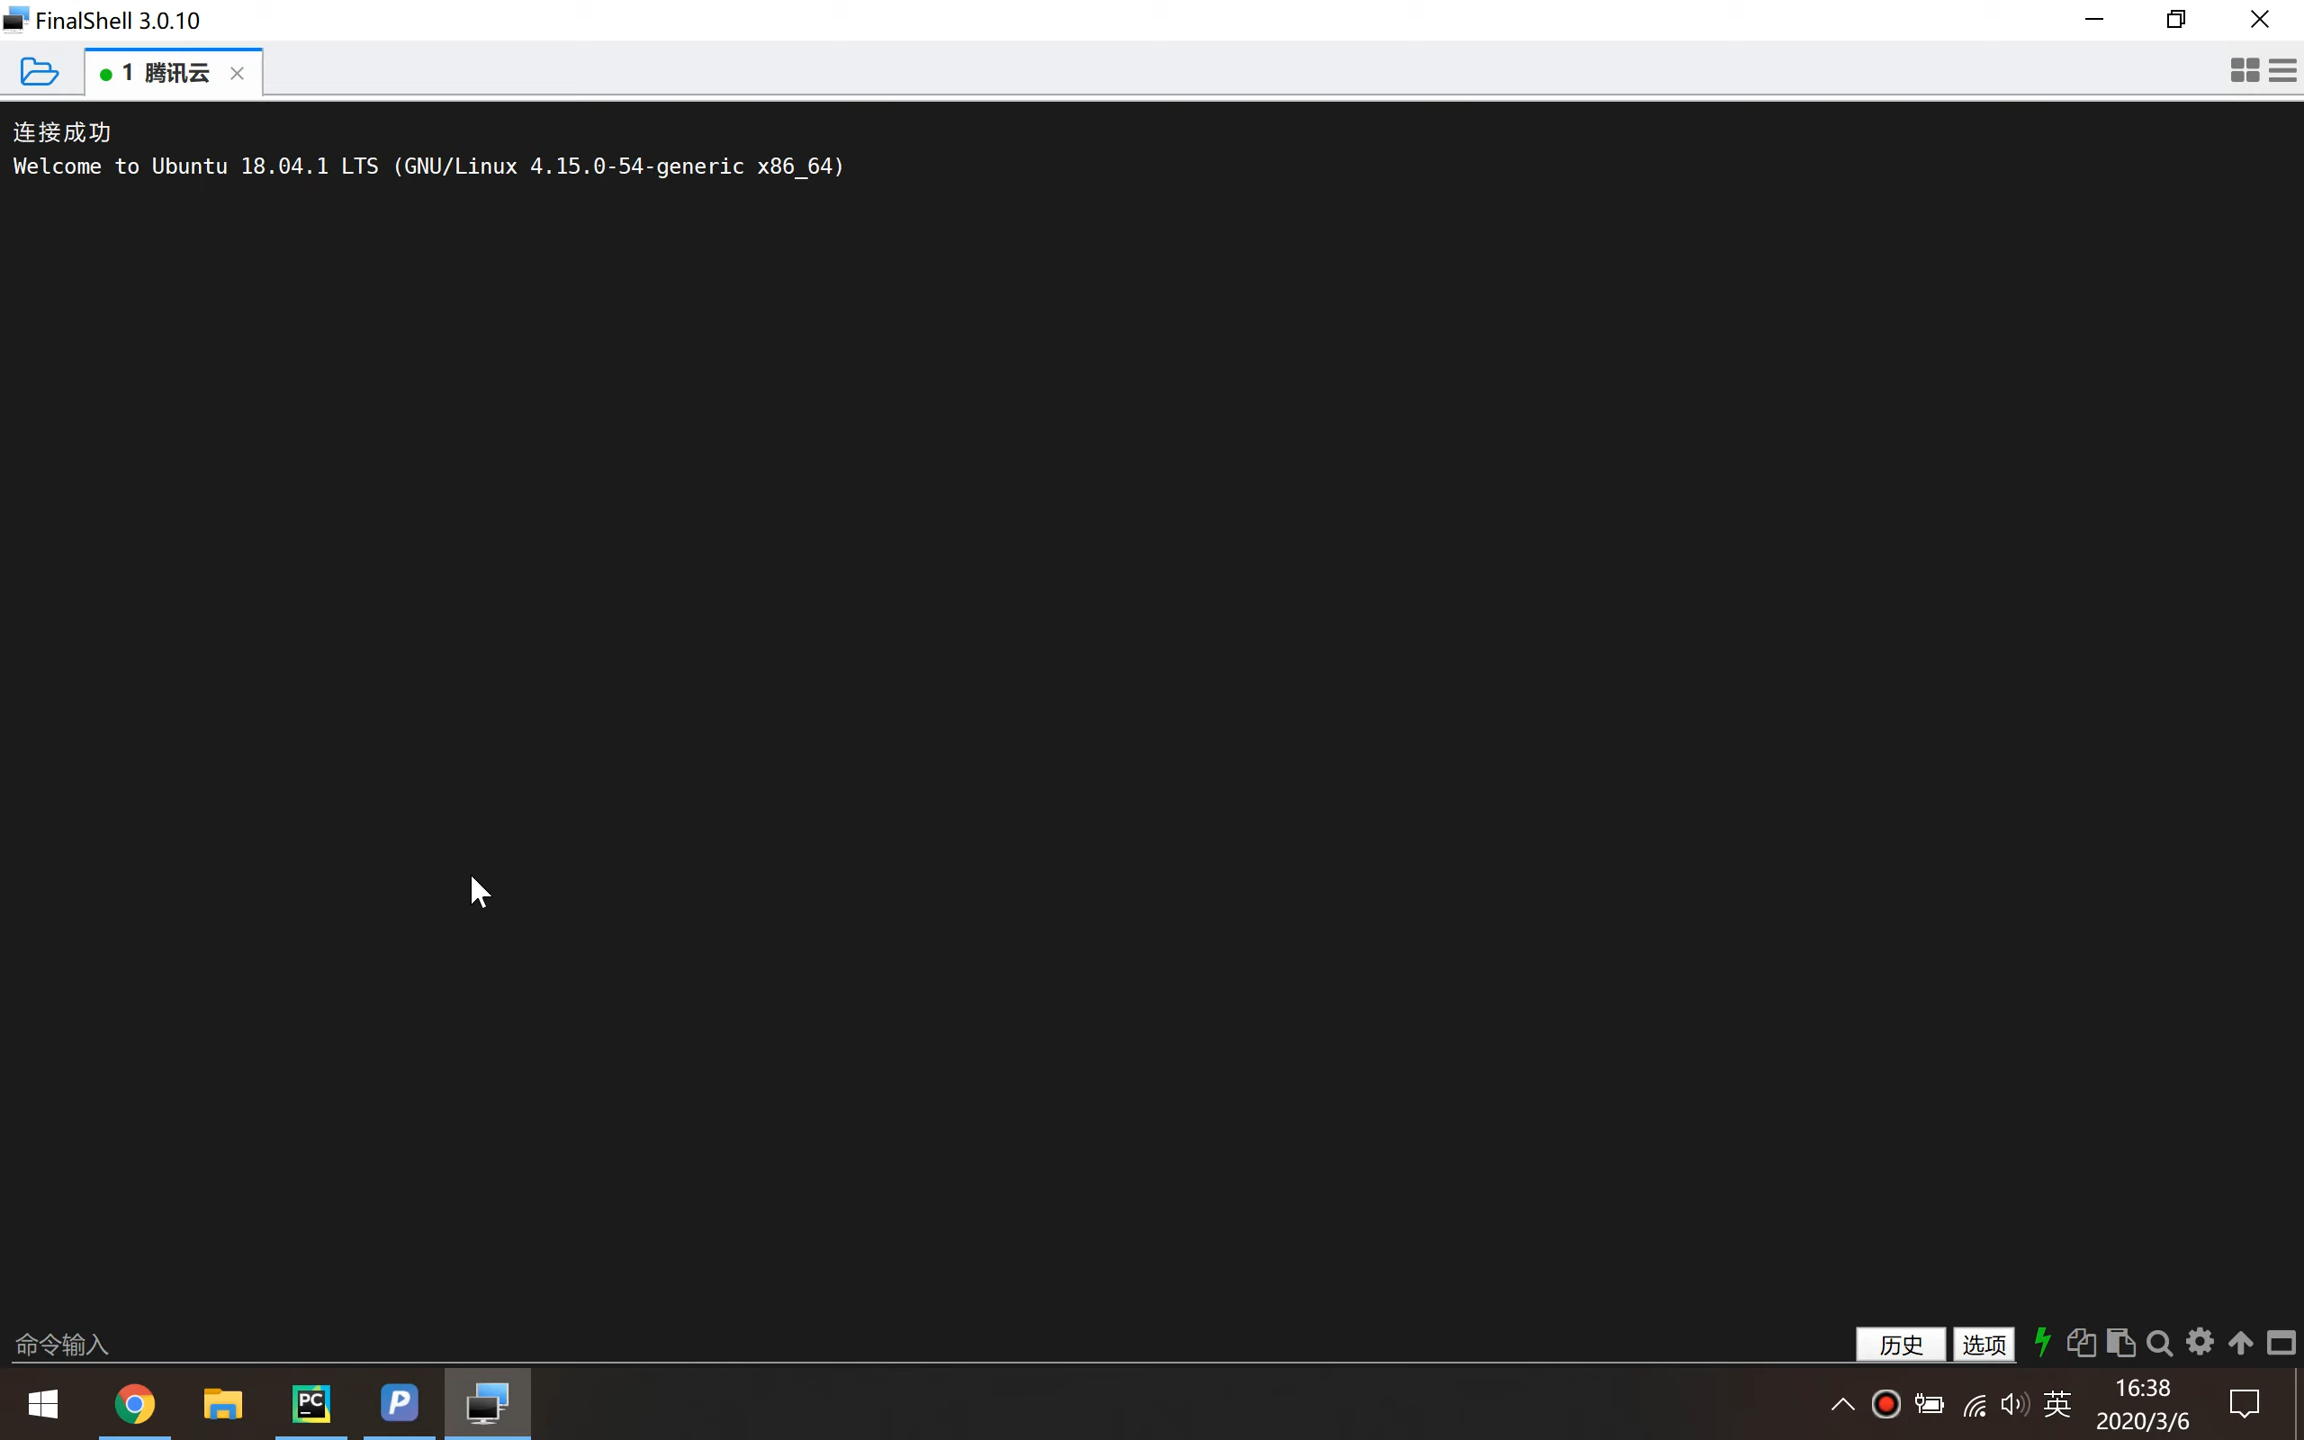 FinalShell 3.0.10
1 腾讯云
连接成功
Welcome to Ubuntu 18.04.1 LTS (GNU/Linux 4.15.0-54-generic x86_64)
命令输入
历史
选项
PC
P
英
16:38
2020/3/6